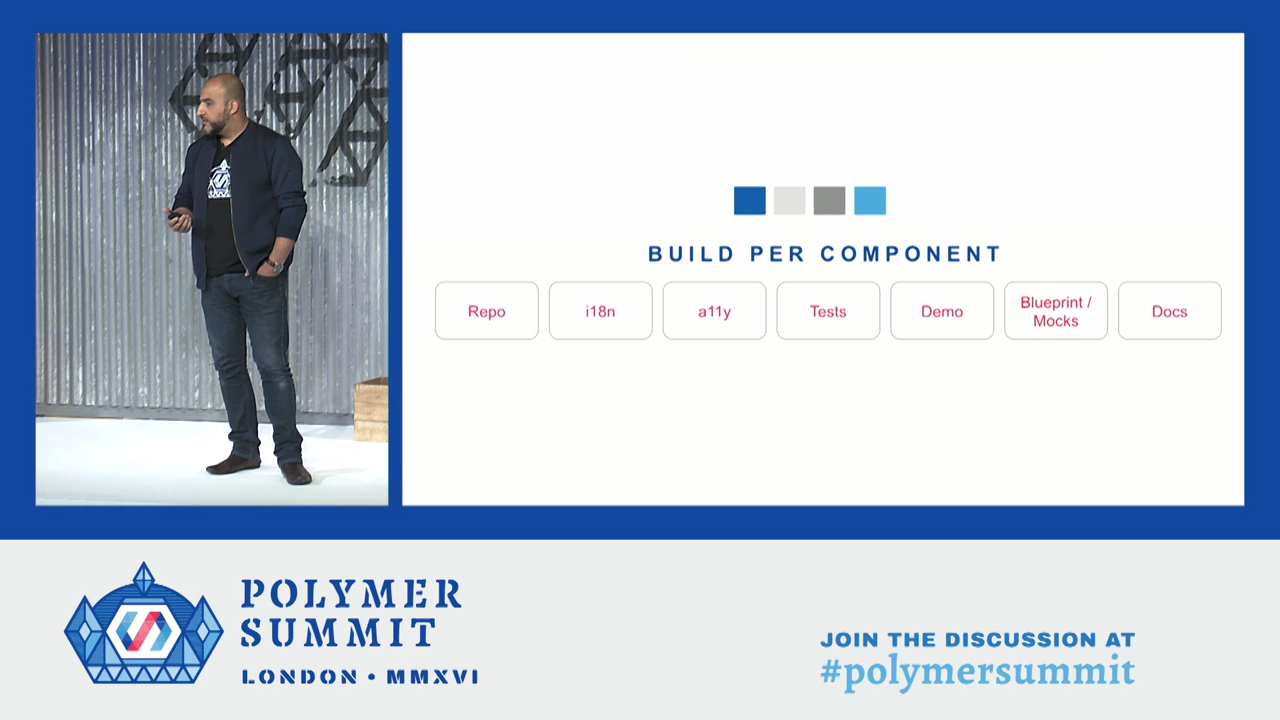 BUILD PER COMPONENT
Repo
i18n
a11y
Tests
Demo
Blueprint /
Mocks
Docs
POLYMER
SUMMIT
LONDON • MMXVI
JOIN THE DISCUSSION AT
#polymersummit